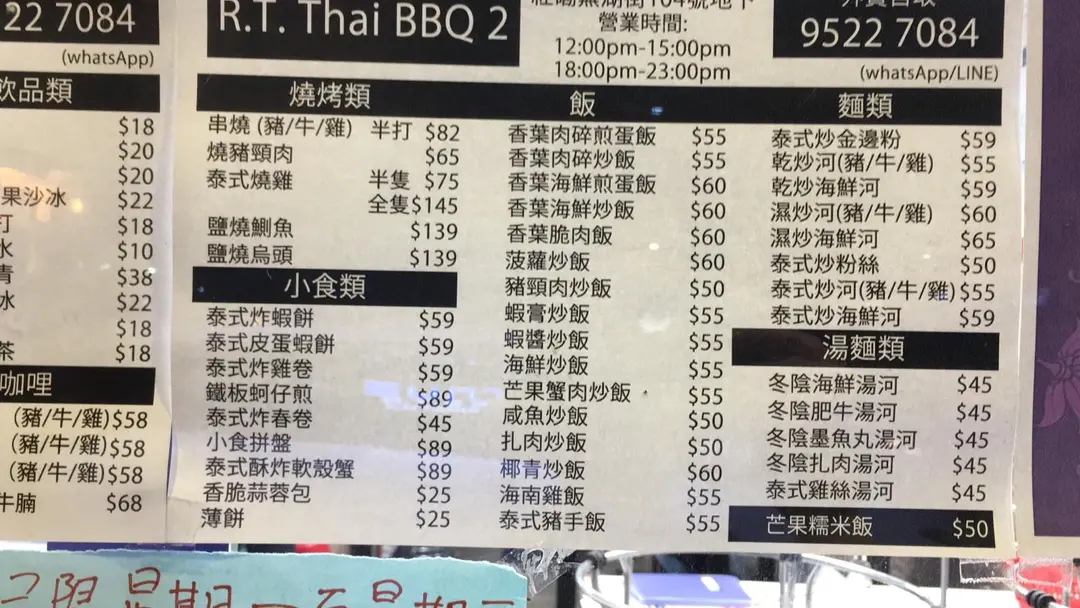 22 7084
(whatsApp)
飲品類
$18
$20
$20
果沙冰 $22
打 $18
水 $10
青 $38
冰 $22
$18
茶 $18
咖哩
(豬/牛/雞) $58
(豬/牛/雞) $58
(豬/牛/雞) $58
牛腩 $68
R.T. Thai BBQ 2
營業時間:
12:00pm-15:00pm
18:00pm-23:00pm
9522 7084
(whatsApp/LINE)
燒烤類
串燒 (豬/牛/雞) 半打 $82
燒豬頸肉 $65
泰式燒雞 半隻 $75
全隻 $145
鹽燒鯽魚 $139
鹽燒烏頭 $139
小食類
泰式炸蝦餅 $59
泰式皮蛋蝦餅 $59
泰式炸雞卷 $59
鐵板蚵仔煎 $89
泰式炸春卷 $45
小食拼盤 $89
泰式酥炸軟殼蟹 $89
香脆蒜蓉包 $25
薄餅 $25
飯
香葉肉碎煎蛋飯 $55
香葉肉碎炒飯 $55
香葉海鮮煎蛋飯 $60
香葉海鮮炒飯 $60
香葉脆肉飯 $60
菠蘿炒飯 $60
豬頸肉炒飯 $50
蝦膏炒飯 $55
蝦醬炒飯 $55
海鮮炒飯 $55
芒果蟹肉炒飯 $55
咸魚炒飯 $50
扎肉炒飯 $50
椰青炒飯 $60
海南雞飯 $55
泰式豬手飯 $55
麵類
泰式炒金邊粉 $59
乾炒河(豬/牛/雞) $55
乾炒海鮮河 $59
濕炒河(豬/牛/雞) $60
濕炒海鮮河 $65
泰式炒粉絲 $50
泰式炒河(豬/牛/雞) $55
泰式炒海鮮河 $59
湯麵類
冬陰海鮮湯河 $45
冬陰肥牛湯河 $45
冬陰墨魚丸湯河 $45
冬陰扎肉湯河 $45
泰式雞絲湯河 $45
芒果糯米飯 $50